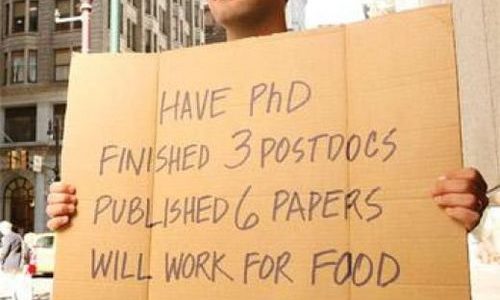 HAVE PhD
FINISHED 3 POSTDOCS
PUBLISHED 6 PAPERS
WILL WORK FOR FOOD